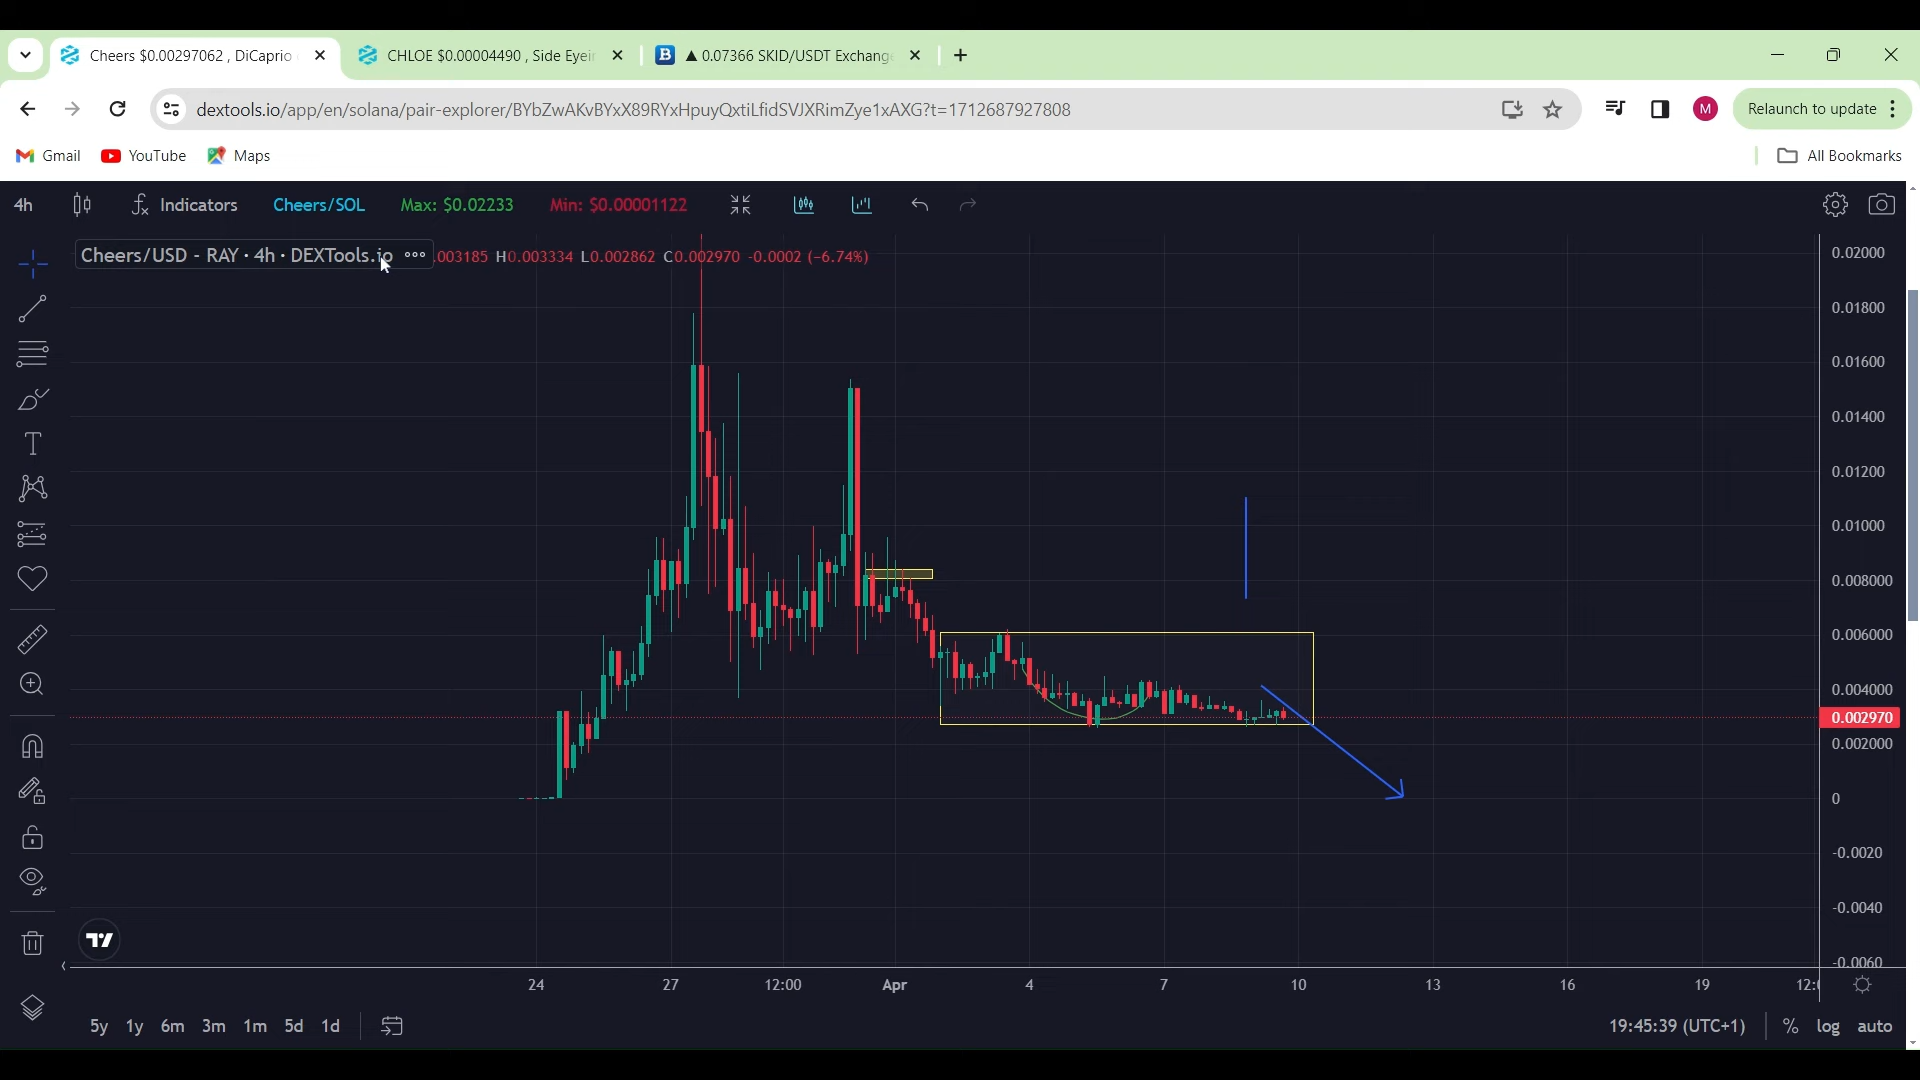 Cheers $0.00297062 , DiCaprio
CHLOE $0.00004490 , Side Eyei
▲ 0.07366 SKID/USDT Exchang
dextools.io/app/en/solana/pair-explorer/BYbZwAKvBYxX89RYxHpuyQxtiLfidSVJXRimZye1xAXG?t=1712687927808
M
Relaunch to update
Gmail
YouTube
Maps
All Bookmarks
4h
Indicators
Cheers/SOL
Max: $0.02233
Min: $0.00001122
Cheers/USD - RAY · 4h · DEXTools.io
.003185 H0.003334 L0.002862 C0.002970 -0.0002 (-6.74%)
0.02000
0.01800
0.01600
0.01400
0.01200
0.01000
0.008000
0.006000
0.004000
0.002970
0.002000
0
-0.0020
-0.0040
-0.0060
24
27
12:00
Apr
4
7
10
13
16
19
12:
5y
1y
6m
3m
1m
5d
1d
19:45:39 (UTC+1)
%
log
auto